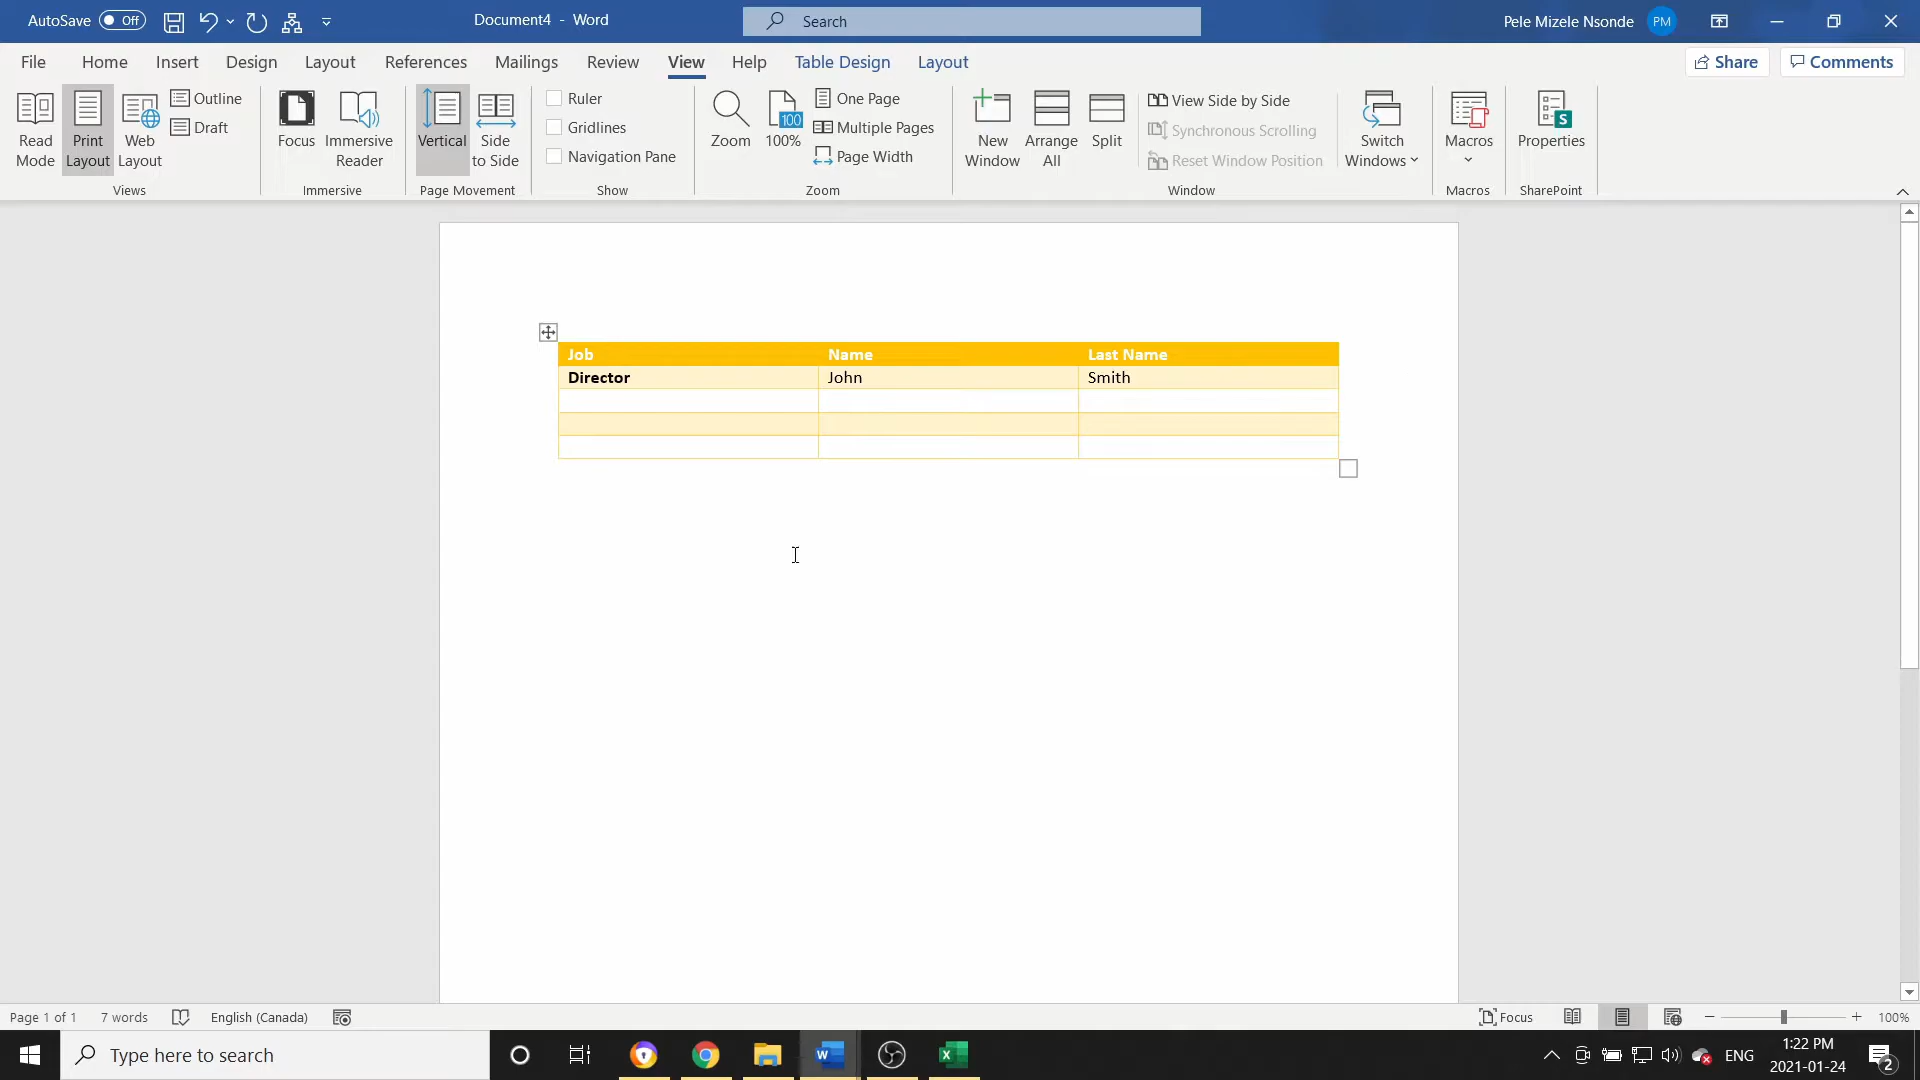 AutoSave Off Document4 - Word Search Pele Mizele Nsonde PM
File Home Insert Design Layout References Mailings Review View Help Table Design Layout Share Comments
Read Mode
Print Layout
Web Layout
Outline
Draft
Views
Focus
Immersive Reader
Immersive
Vertical
Side to Side
Page Movement
Ruler
Gridlines
Navigation Pane
Show
Zoom
100
100%
One Page
Multiple Pages
Page Width
Zoom
New Window
Arrange All
Split
View Side by Side
Synchronous Scrolling
Reset Window Position
Switch Windows
Window
Macros
Macros
S
Properties
SharePoint
Job Name Last Name
Director John Smith
Page 1 of 1 7 words English (Canada) Focus 100%
Type here to search
W
X
ENG
1:22 PM
2021-01-24
2